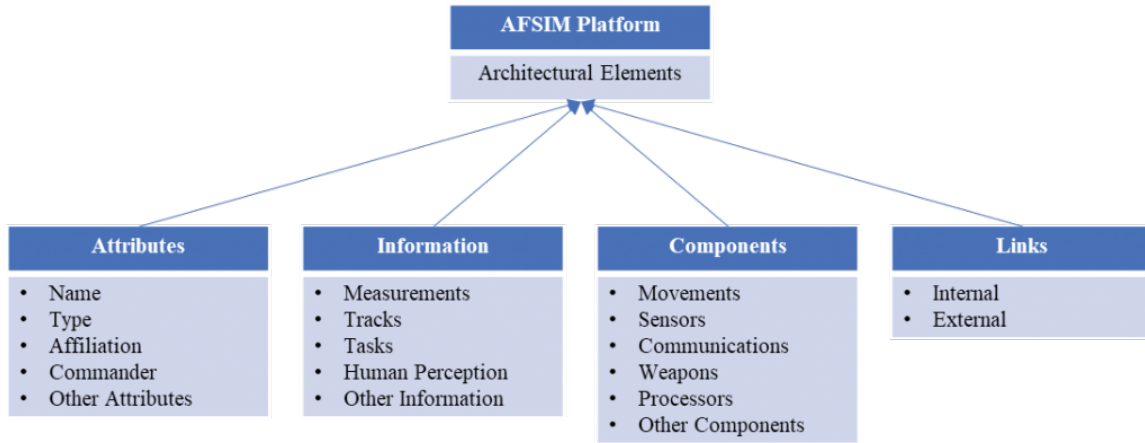 AFSIM Platform
Architectural Elements
Attributes
• Name
• Type
• Affiliation
• Commander
• Other Attributes
Information
• Measurements
• Tracks
• Tasks
• Human Perception
• Other Information
Components
• Movements
• Sensors
• Communications
• Weapons
• Processors
• Other Components
Links
• Internal
• External